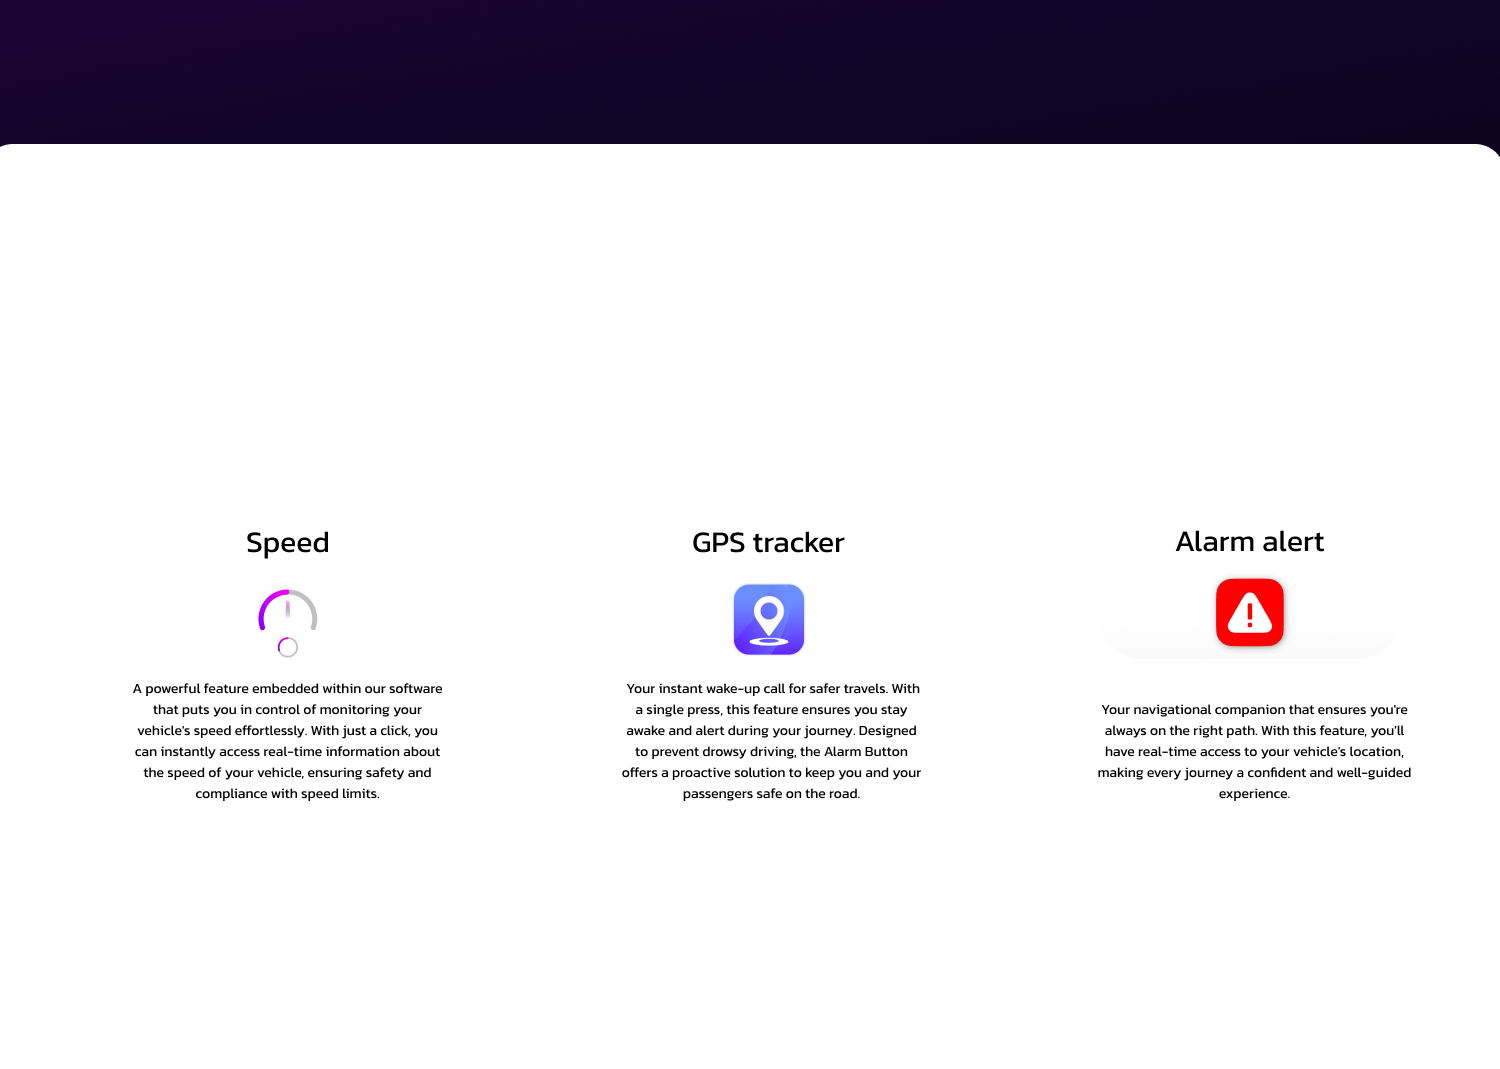 Speed
A powerful feature embedded within our software
that puts you in control of monitoring your
vehicle's speed effortlessly. With just a click, you
can instantly access real-time information about
the speed of your vehicle, ensuring safety and
compliance with speed limits.
GPS tracker
Your instant wake-up call for safer travels. With
a single press, this feature ensures you stay
awake and alert during your journey. Designed
to prevent drowsy driving, the Alarm Button
offers a proactive solution to keep you and your
passengers safe on the road.
Alarm alert
Your navigational companion that ensures you're
always on the right path. With this feature, you'll
have real-time access to your vehicle's location,
making every journey a confident and well-guided
experience.